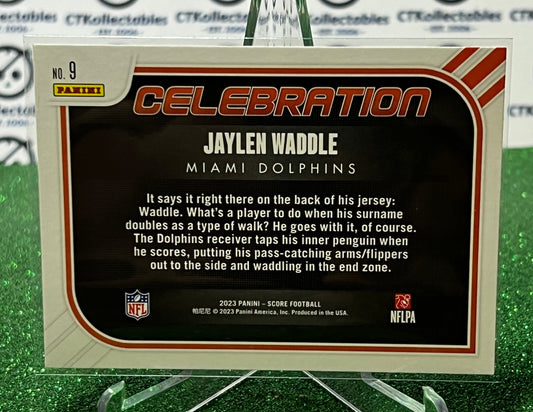 CTKollectables
CTKollectables
NO. 9
PANINI
CELEBRATION
JAYLEN WADDLE
MIAMI DOLPHINS
It says it right there on the back of his jersey:
Waddle. What's a player to do when his surname
doubles as a type of walk? He goes with it, of course.
The Dolphins receiver taps his inner penguin when
he scores, putting his pass-catching arms/flippers
out to the side and waddling in the end zone.
2023 PANINI – SCORE FOOTBALL
帕尼尼 © 2023 Panini America, Inc. Produced in the USA.
NFL
NFLPA